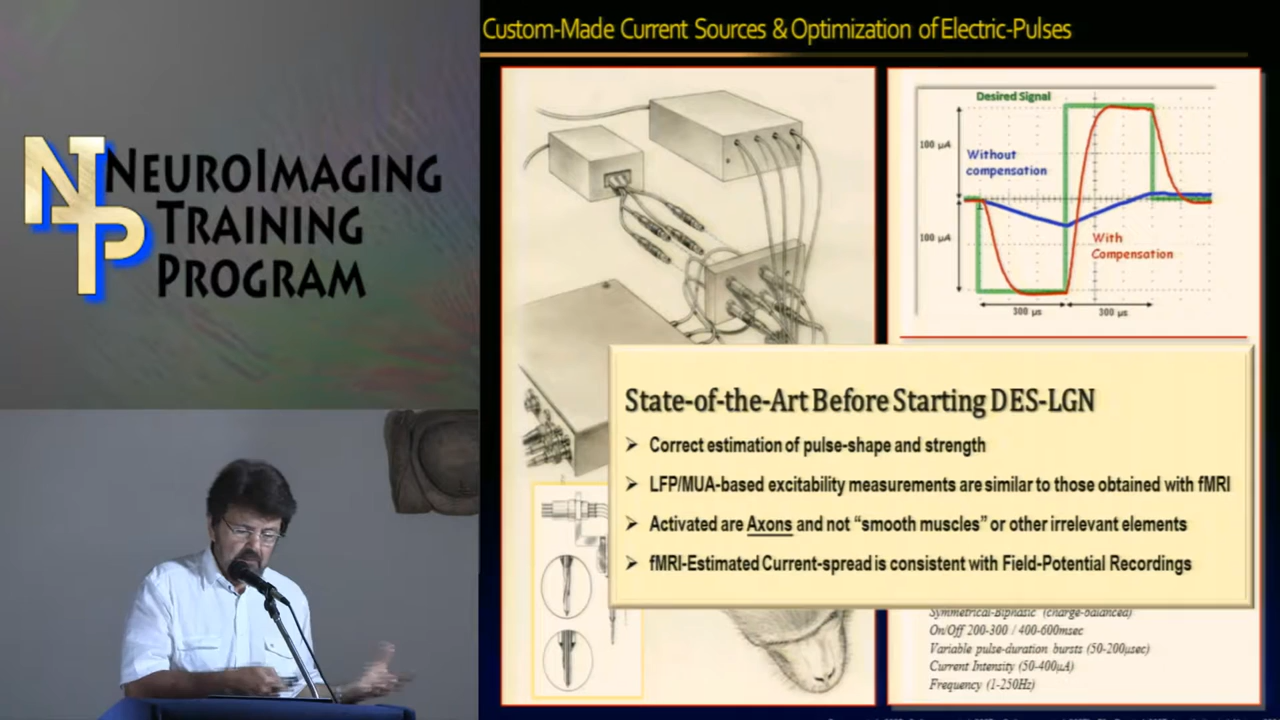 Custom-Made Current Sources & Optimization of Electric-Pulses
NTP
NEUROIMAGING
TRAINING
PROGRAM
Desired Signal
100 µA
Without
compensation
100 µA
With
Compensation
300 µs
300 µs
State-of-the-Art Before Starting DES-LGN
➢ Correct estimation of pulse-shape and strength
➢ LFP/MUA-based excitability measurements are similar to those obtained with fMRI
➢ Activated are Axons and not “smooth muscles” or other irrelevant elements
➢ fMRI-Estimated Current-spread is consistent with Field-Potential Recordings
Symmetrical-Biphasic (charge-balanced)
On/Off 200-300 / 400-600msec
Variable pulse-duration bursts (50-200µsec)
Current Intensity (50-400µA)
Frequency (1-250Hz)